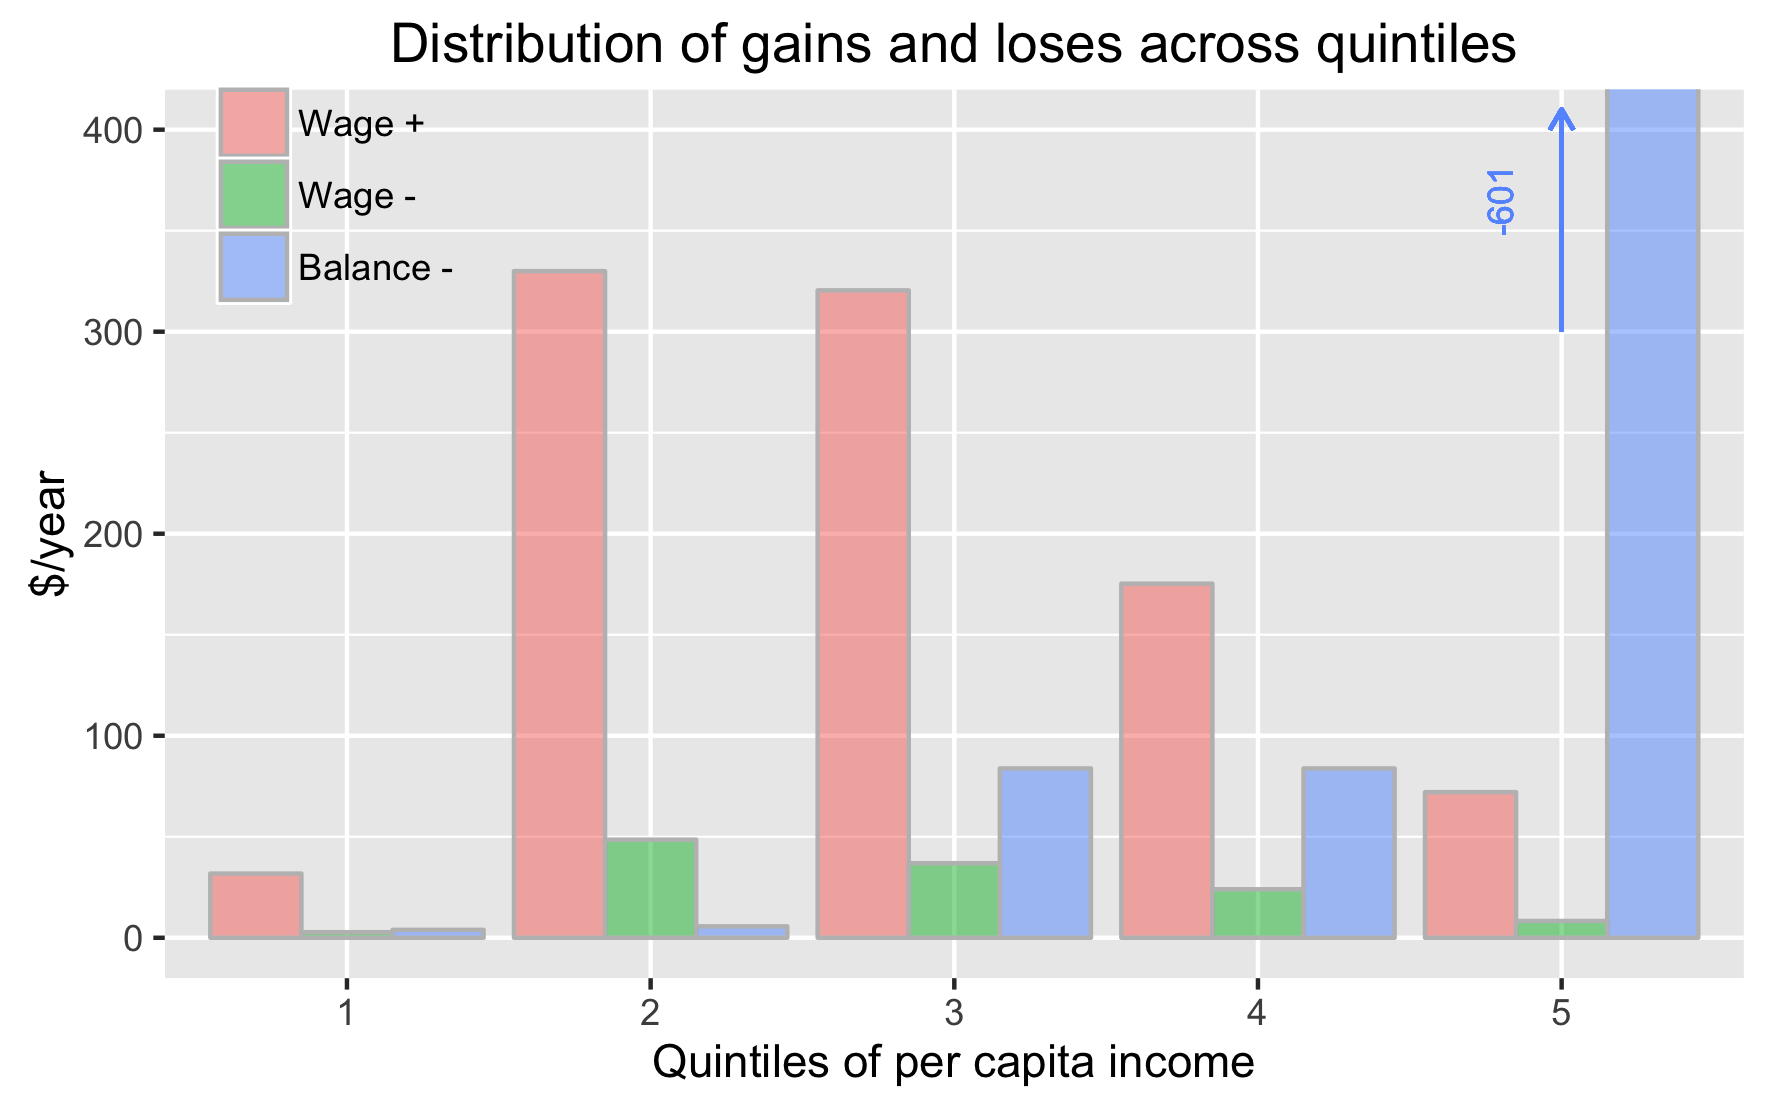 Distribution of gains and loses across quintiles
Wage +
Wage -
Balance -
-601
$/year
400
300
200
100
0
1 2 3 4 5
Quintiles of per capita income